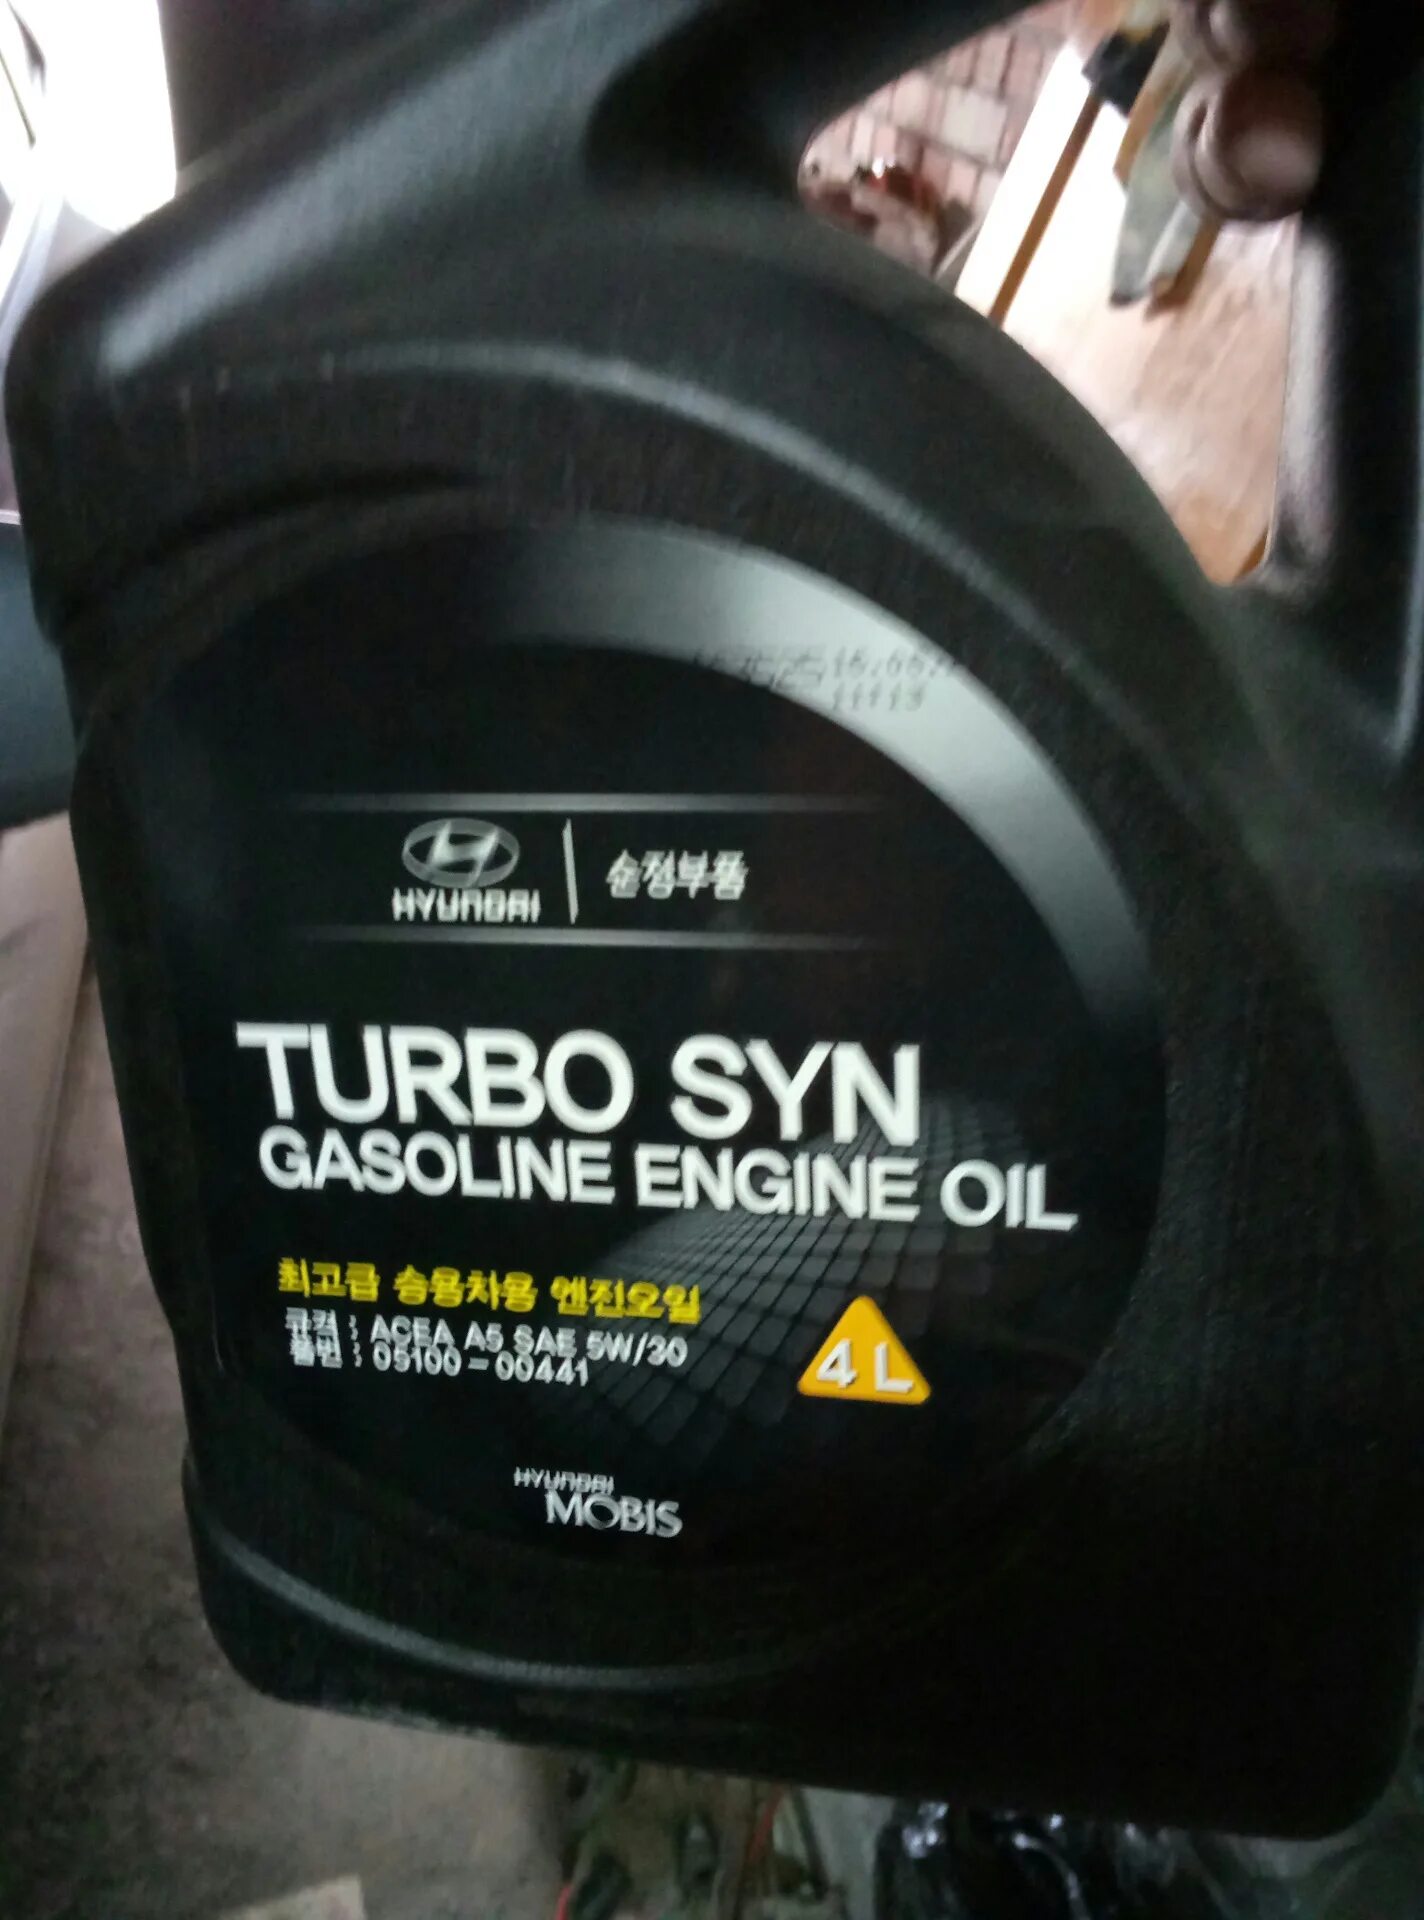 HYUNDAI
순정부품
TURBO SYN
GASOLINE ENGINE OIL
최고급 승용차용 엔진오일
규격 : ACEA A5 SAE 5W/30
품번 : 05100-00441
4L
HYUNDAI
MOBIS